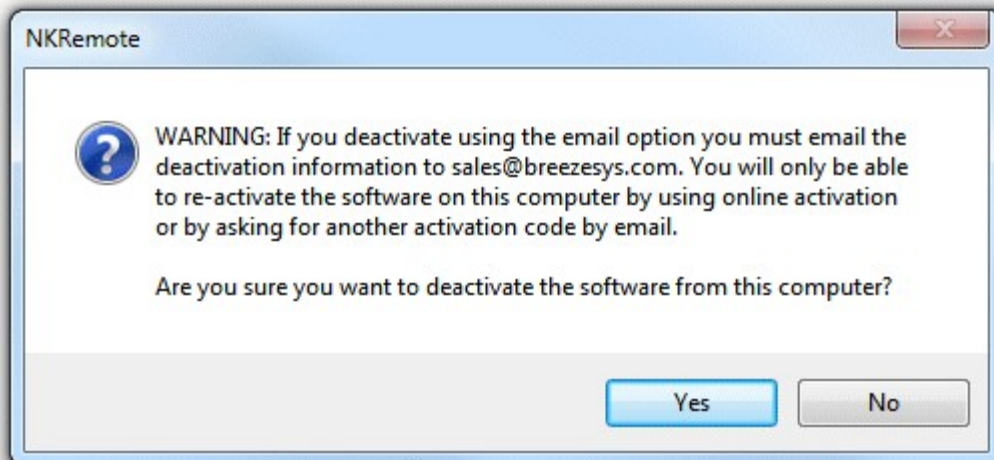 NKRemote
WARNING: If you deactivate using the email option you must email the
deactivation information to sales@breezesys.com. You will only be able
to re-activate the software on this computer by using online activation
or by asking for another activation code by email.
Are you sure you want to deactivate the software from this computer?
Yes No